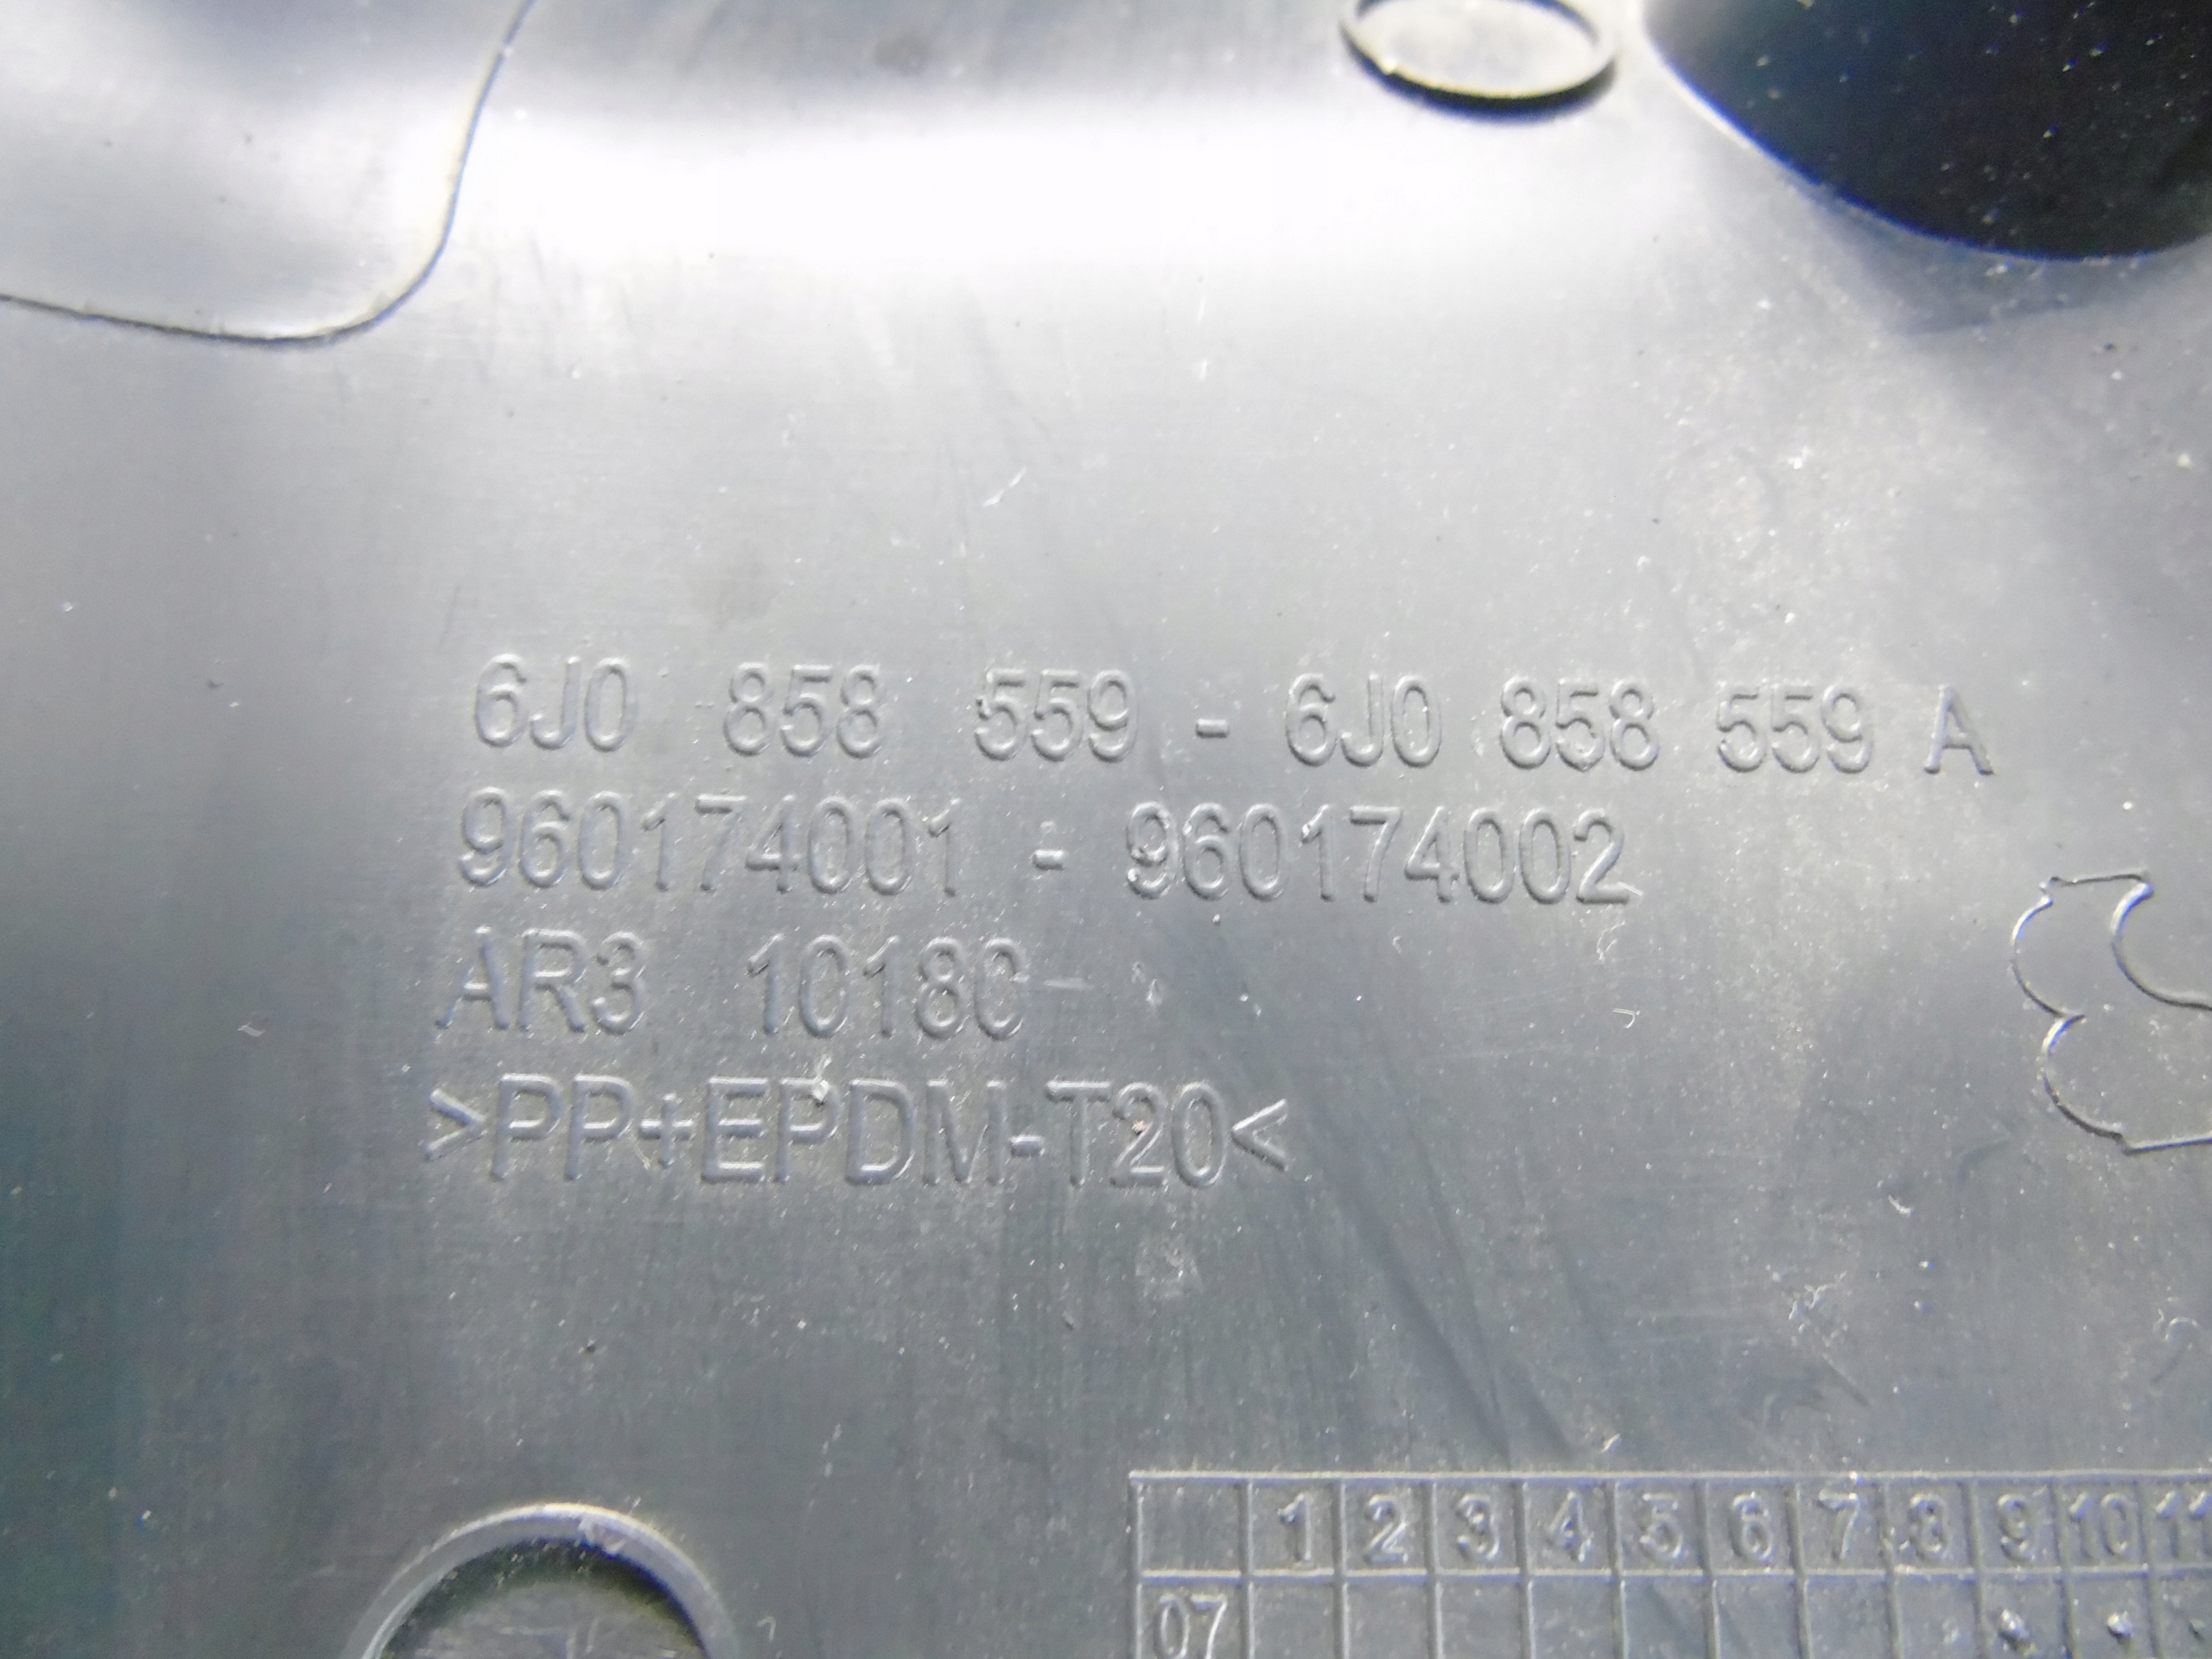 6J0 858 559 - 6J0 858 559 A
960174001 - 960174002
AR3 10180
>PP+EPDM-T20<
1 2 3 4 5 6 7 8 9 10 11
07